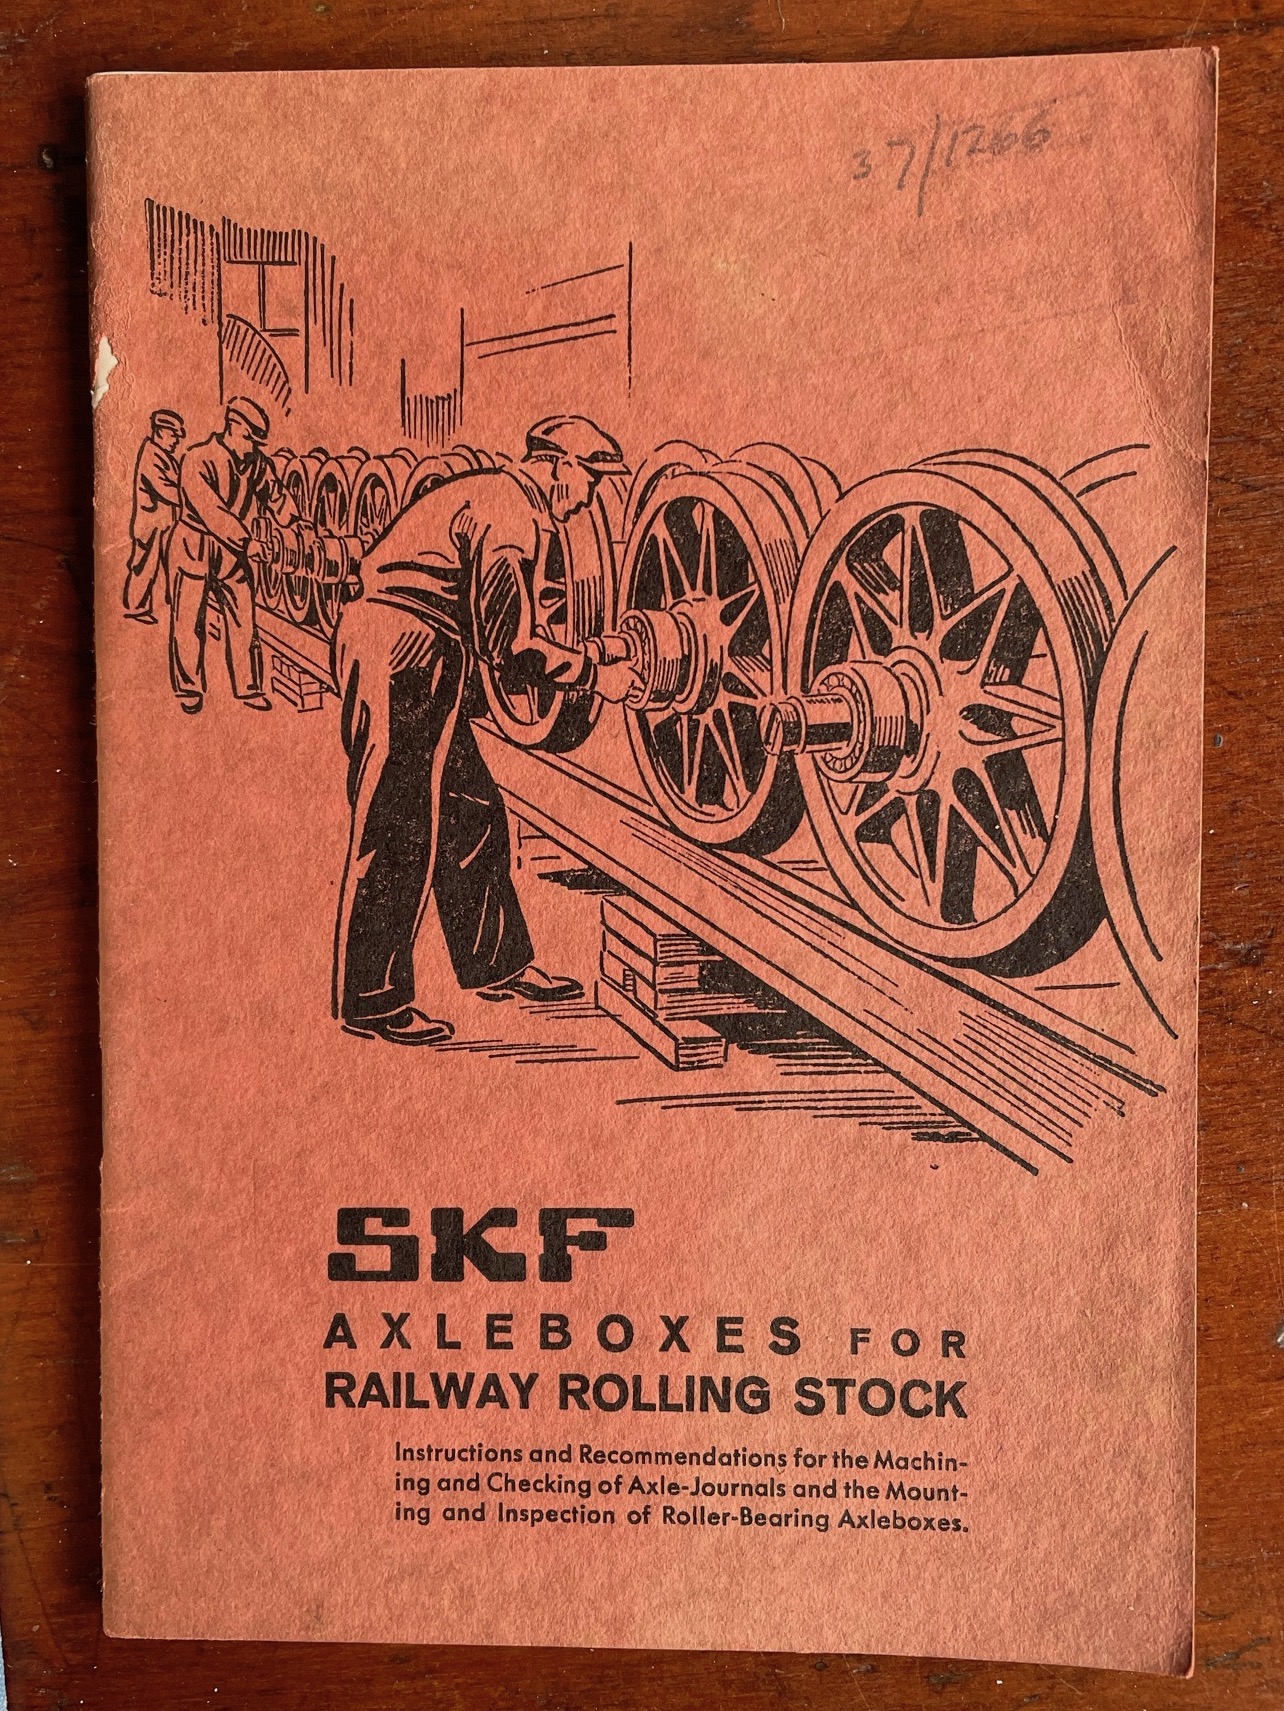 37/1266
SKF
AXLEBOXES FOR
RAILWAY ROLLING STOCK
Instructions and Recommendations for the Machin-
ing and Checking of Axle-Journals and the Mount-
ing and Inspection of Roller-Bearing Axleboxes.